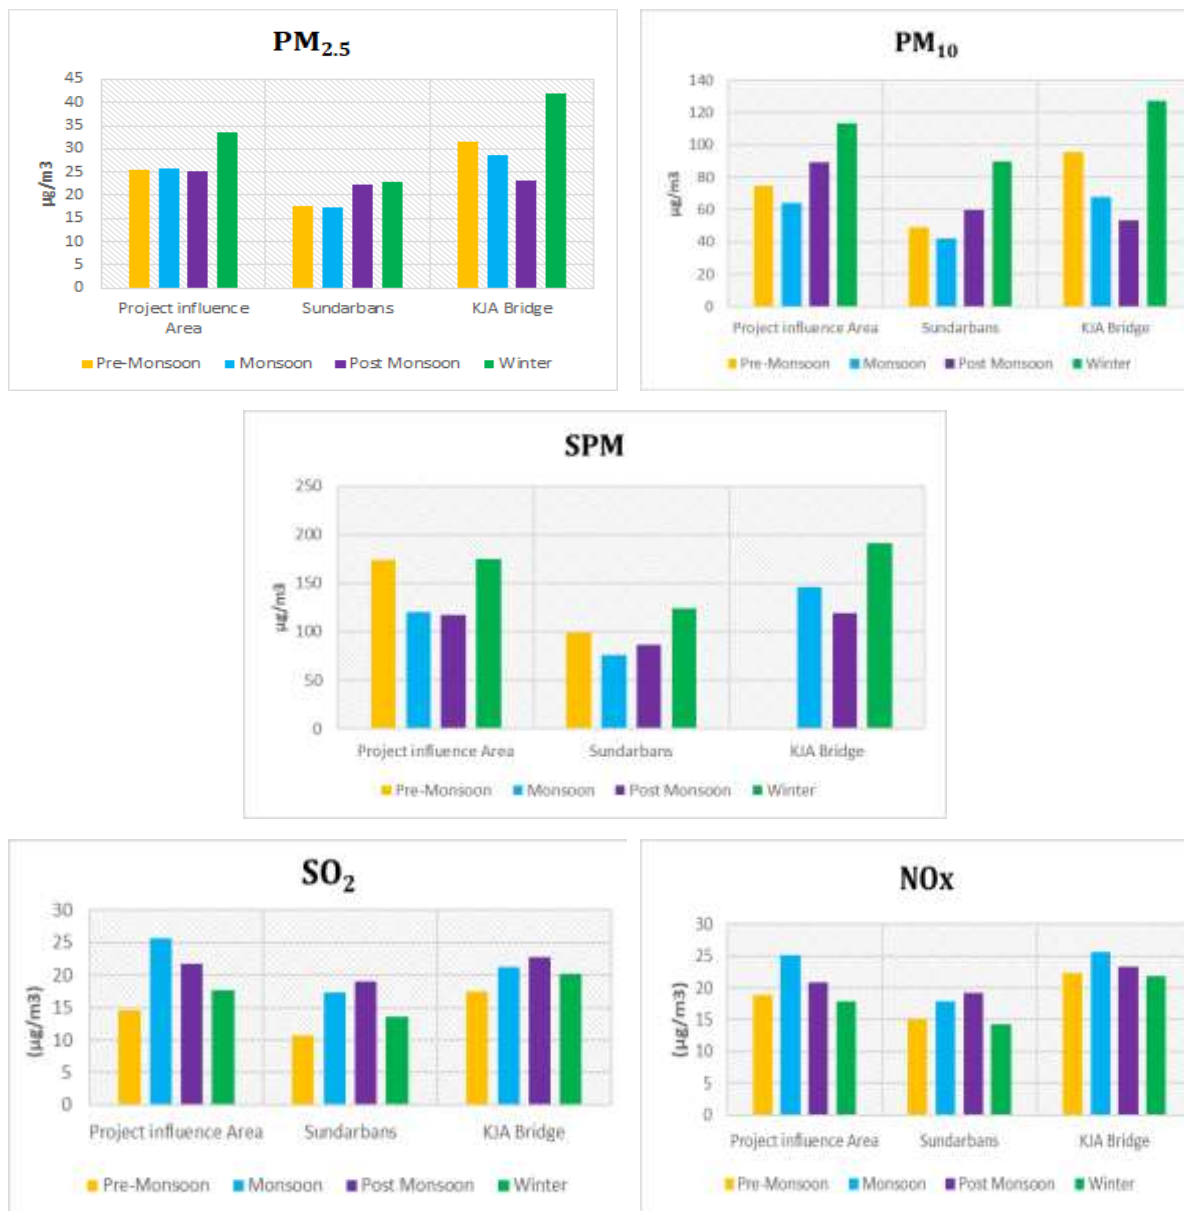 PM₂.₅
45
40
35
30
25
20
15
10
5
0
µg/m3
Project influence Area
Sundarbans
KJA Bridge
Pre-Monsoon Monsoon Post Monsoon Winter
PM₁₀
140
120
100
80
60
40
20
0
µg/m3
Project influence Area Sundarbans KJA Bridge
Pre-Monsoon Monsoon Post Monsoon Winter
SPM
250
200
150
100
50
0
µg/m3
Project influence Area Sundarbans KJA Bridge
Pre-Monsoon Monsoon Post Monsoon Winter
SO₂
30
25
20
15
10
5
0
(µg/m3)
Project influence Area Sundarbans KJA Bridge
Pre-Monsoon Monsoon Post Monsoon Winter
NOx
30
25
20
15
10
5
0
(µg/m3)
Project influence Area Sundarbans KJA Bridge
Pre-Monsoon Monsoon Post Monsoon Winter